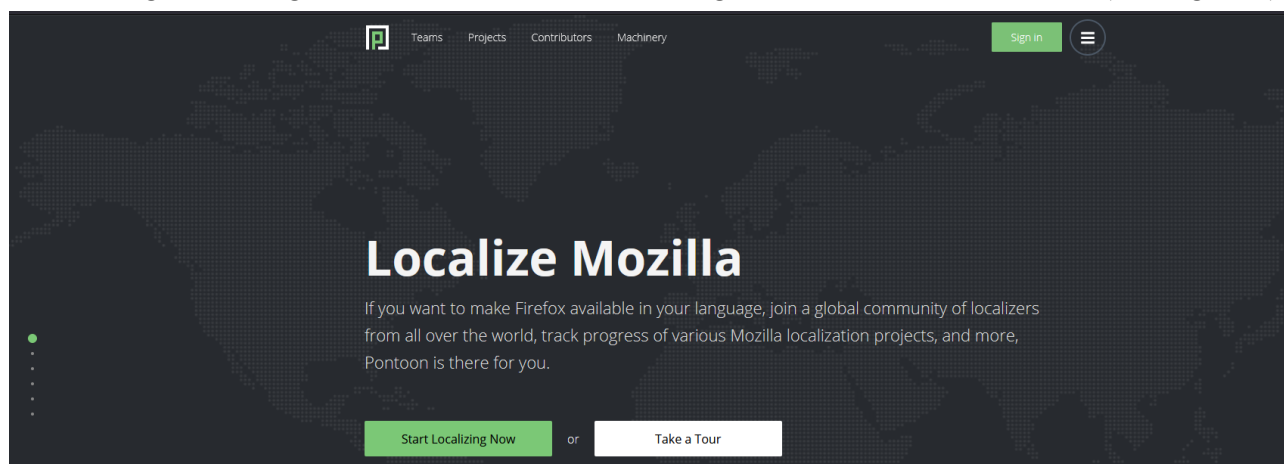 Teams Projects Contributors Machinery Sign in
Localize Mozilla
If you want to make Firefox available in your language, join a global community of localizers
from all over the world, track progress of various Mozilla localization projects, and more,
Pontoon is there for you.
Start Localizing Now or Take a Tour